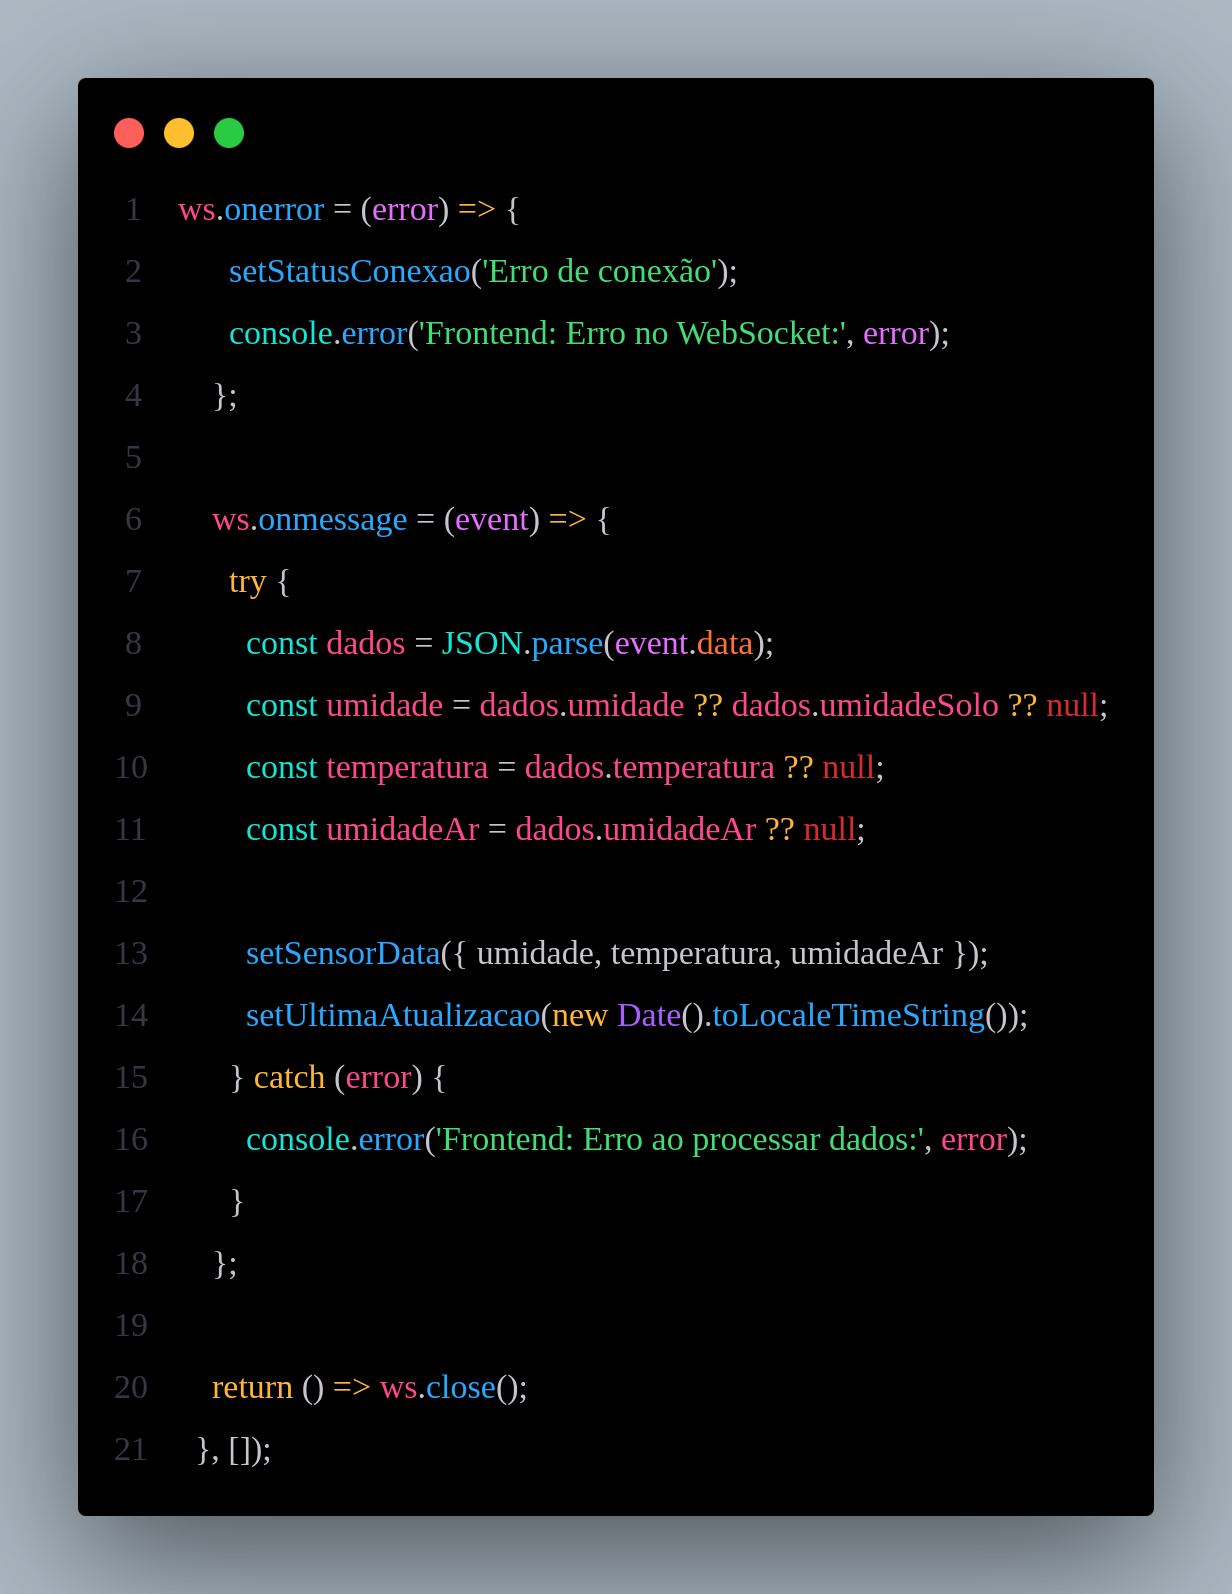 1 ws.onerror = (error) => {
2 setStatusConexao('Erro de conexão');
3 console.error('Frontend: Erro no WebSocket:', error);
4 };
5
6 ws.onmessage = (event) => {
7 try {
8 const dados = JSON.parse(event.data);
9 const umidade = dados.umidade ?? dados.umidadeSolo ?? null;
10 const temperatura = dados.temperatura ?? null;
11 const umidadeAr = dados.umidadeAr ?? null;
12
13 setSensorData({ umidade, temperatura, umidadeAr });
14 setUltimaAtualizacao(new Date().toLocaleTimeString());
15 } catch (error) {
16 console.error('Frontend: Erro ao processar dados:', error);
17 }
18 };
19
20 return () => ws.close();
21 }, []);